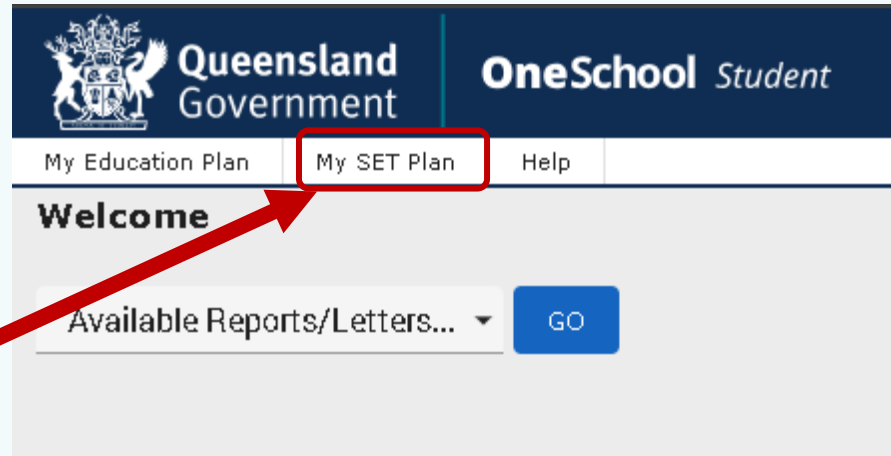 Queensland
Government
OneSchool Student
My Education Plan My SET Plan Help
Welcome
Available Reports/Letters... GO